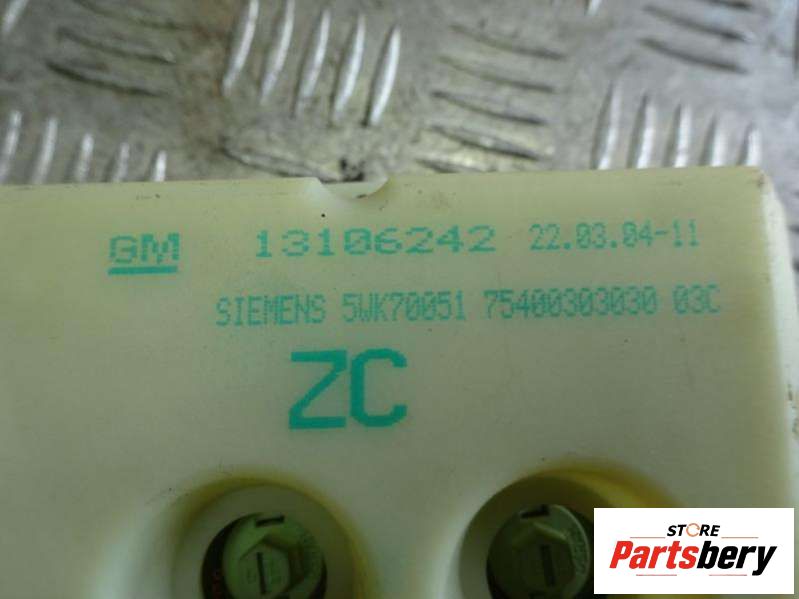 GM 13106242 22.03.04-11
SIEMENS 5WK70051 75400303030 03C
ZC
STORE
Partsbery